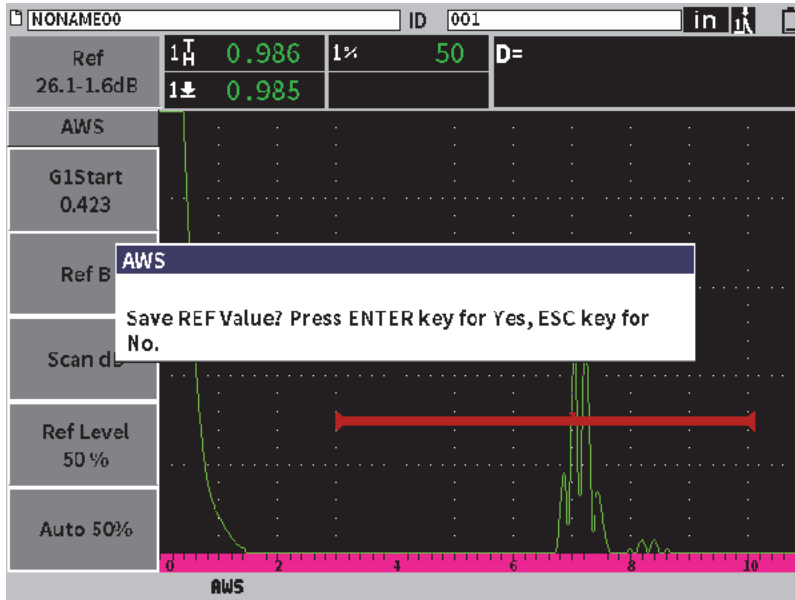 NONAME00 ID 001 in
Ref 1 T H 0.986 1% 50 D=
26.1-1.6dB 1 0.985
AWS
G1Start
0.423
Ref B
AWS
Save REF Value? Press ENTER key for Yes, ESC key for
No.
Scan dB
Ref Level
50 %
Auto 50%
0 2 4 6 8 10
AWS